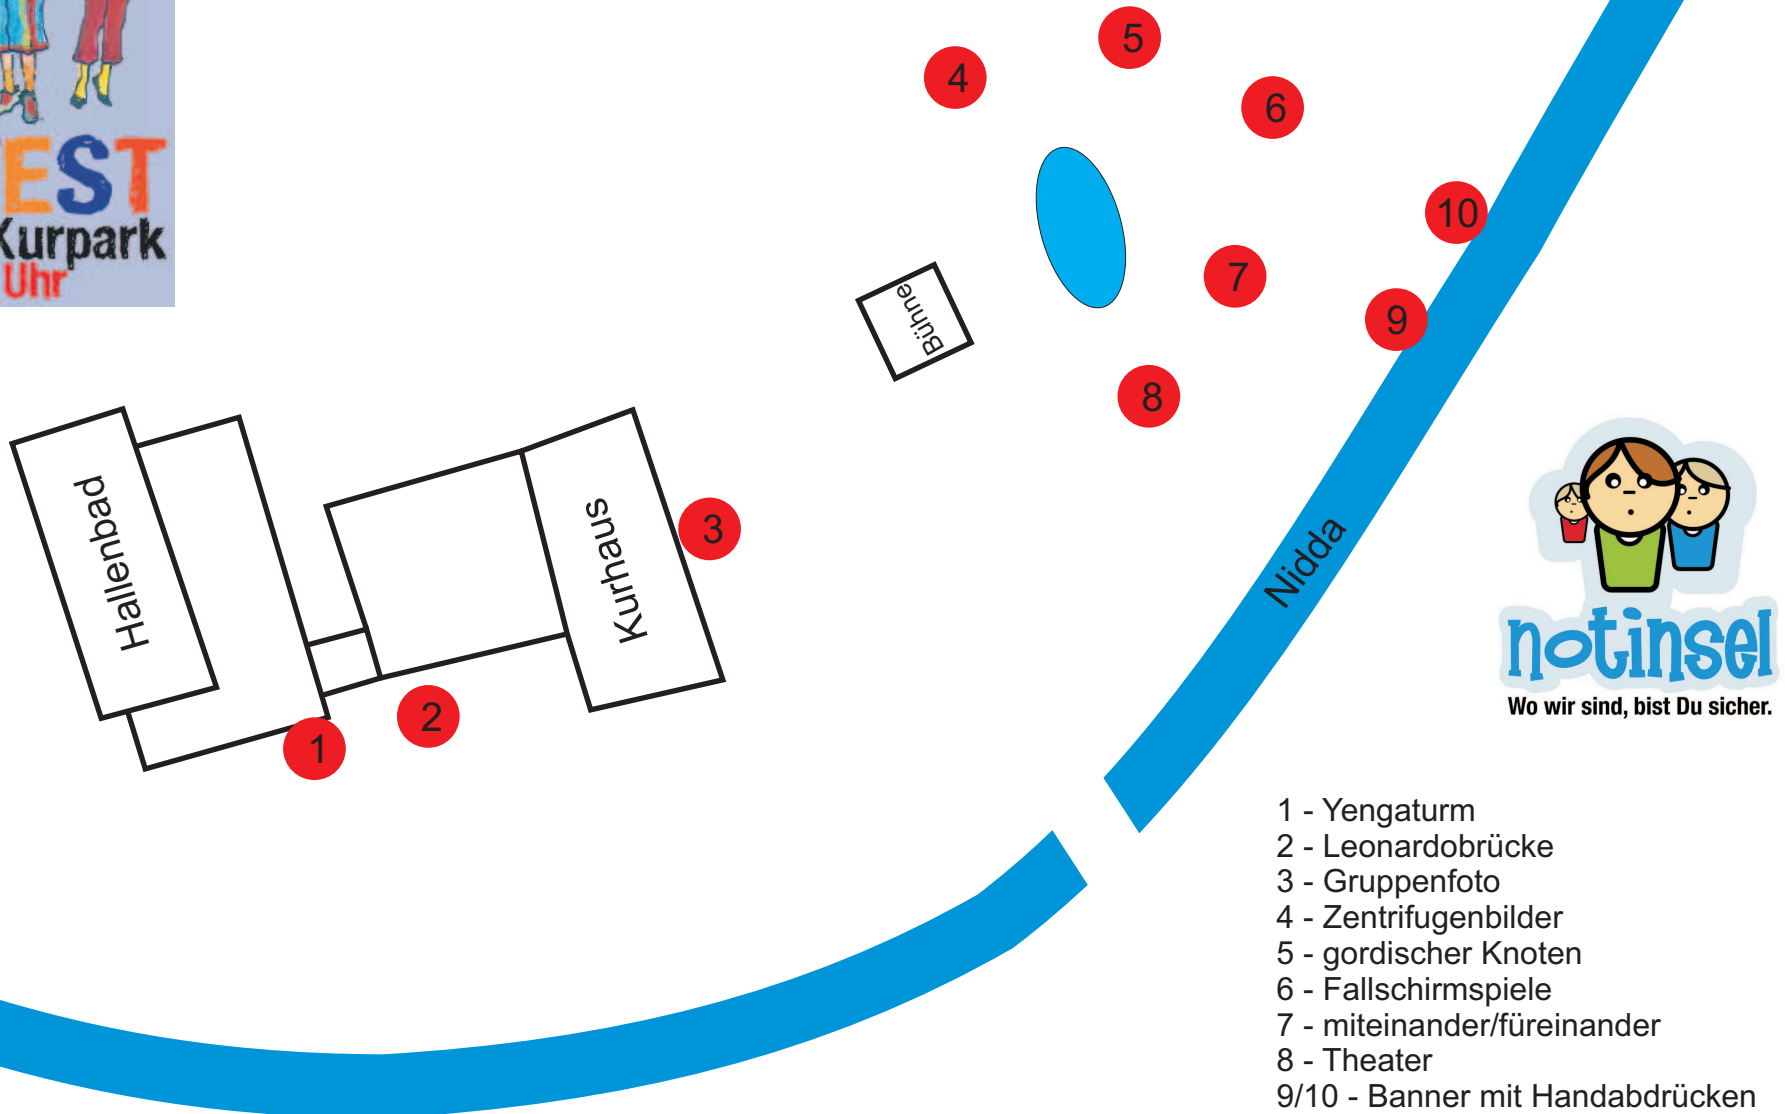 EST
Kurpark
Uhr
4
5
6
10
7
9
8
Bühne
Hallenbad
Kurhaus
3
2
1
Nidda
notinsel
Wo wir sind, bist Du sicher.
1 - Yengaturm
2 - Leonardobrücke
3 - Gruppenfoto
4 - Zentrifugenbilder
5 - gordischer Knoten
6 - Fallschirmspiele
7 - miteinander/füreinander
8 - Theater
9/10 - Banner mit Handabdrücken